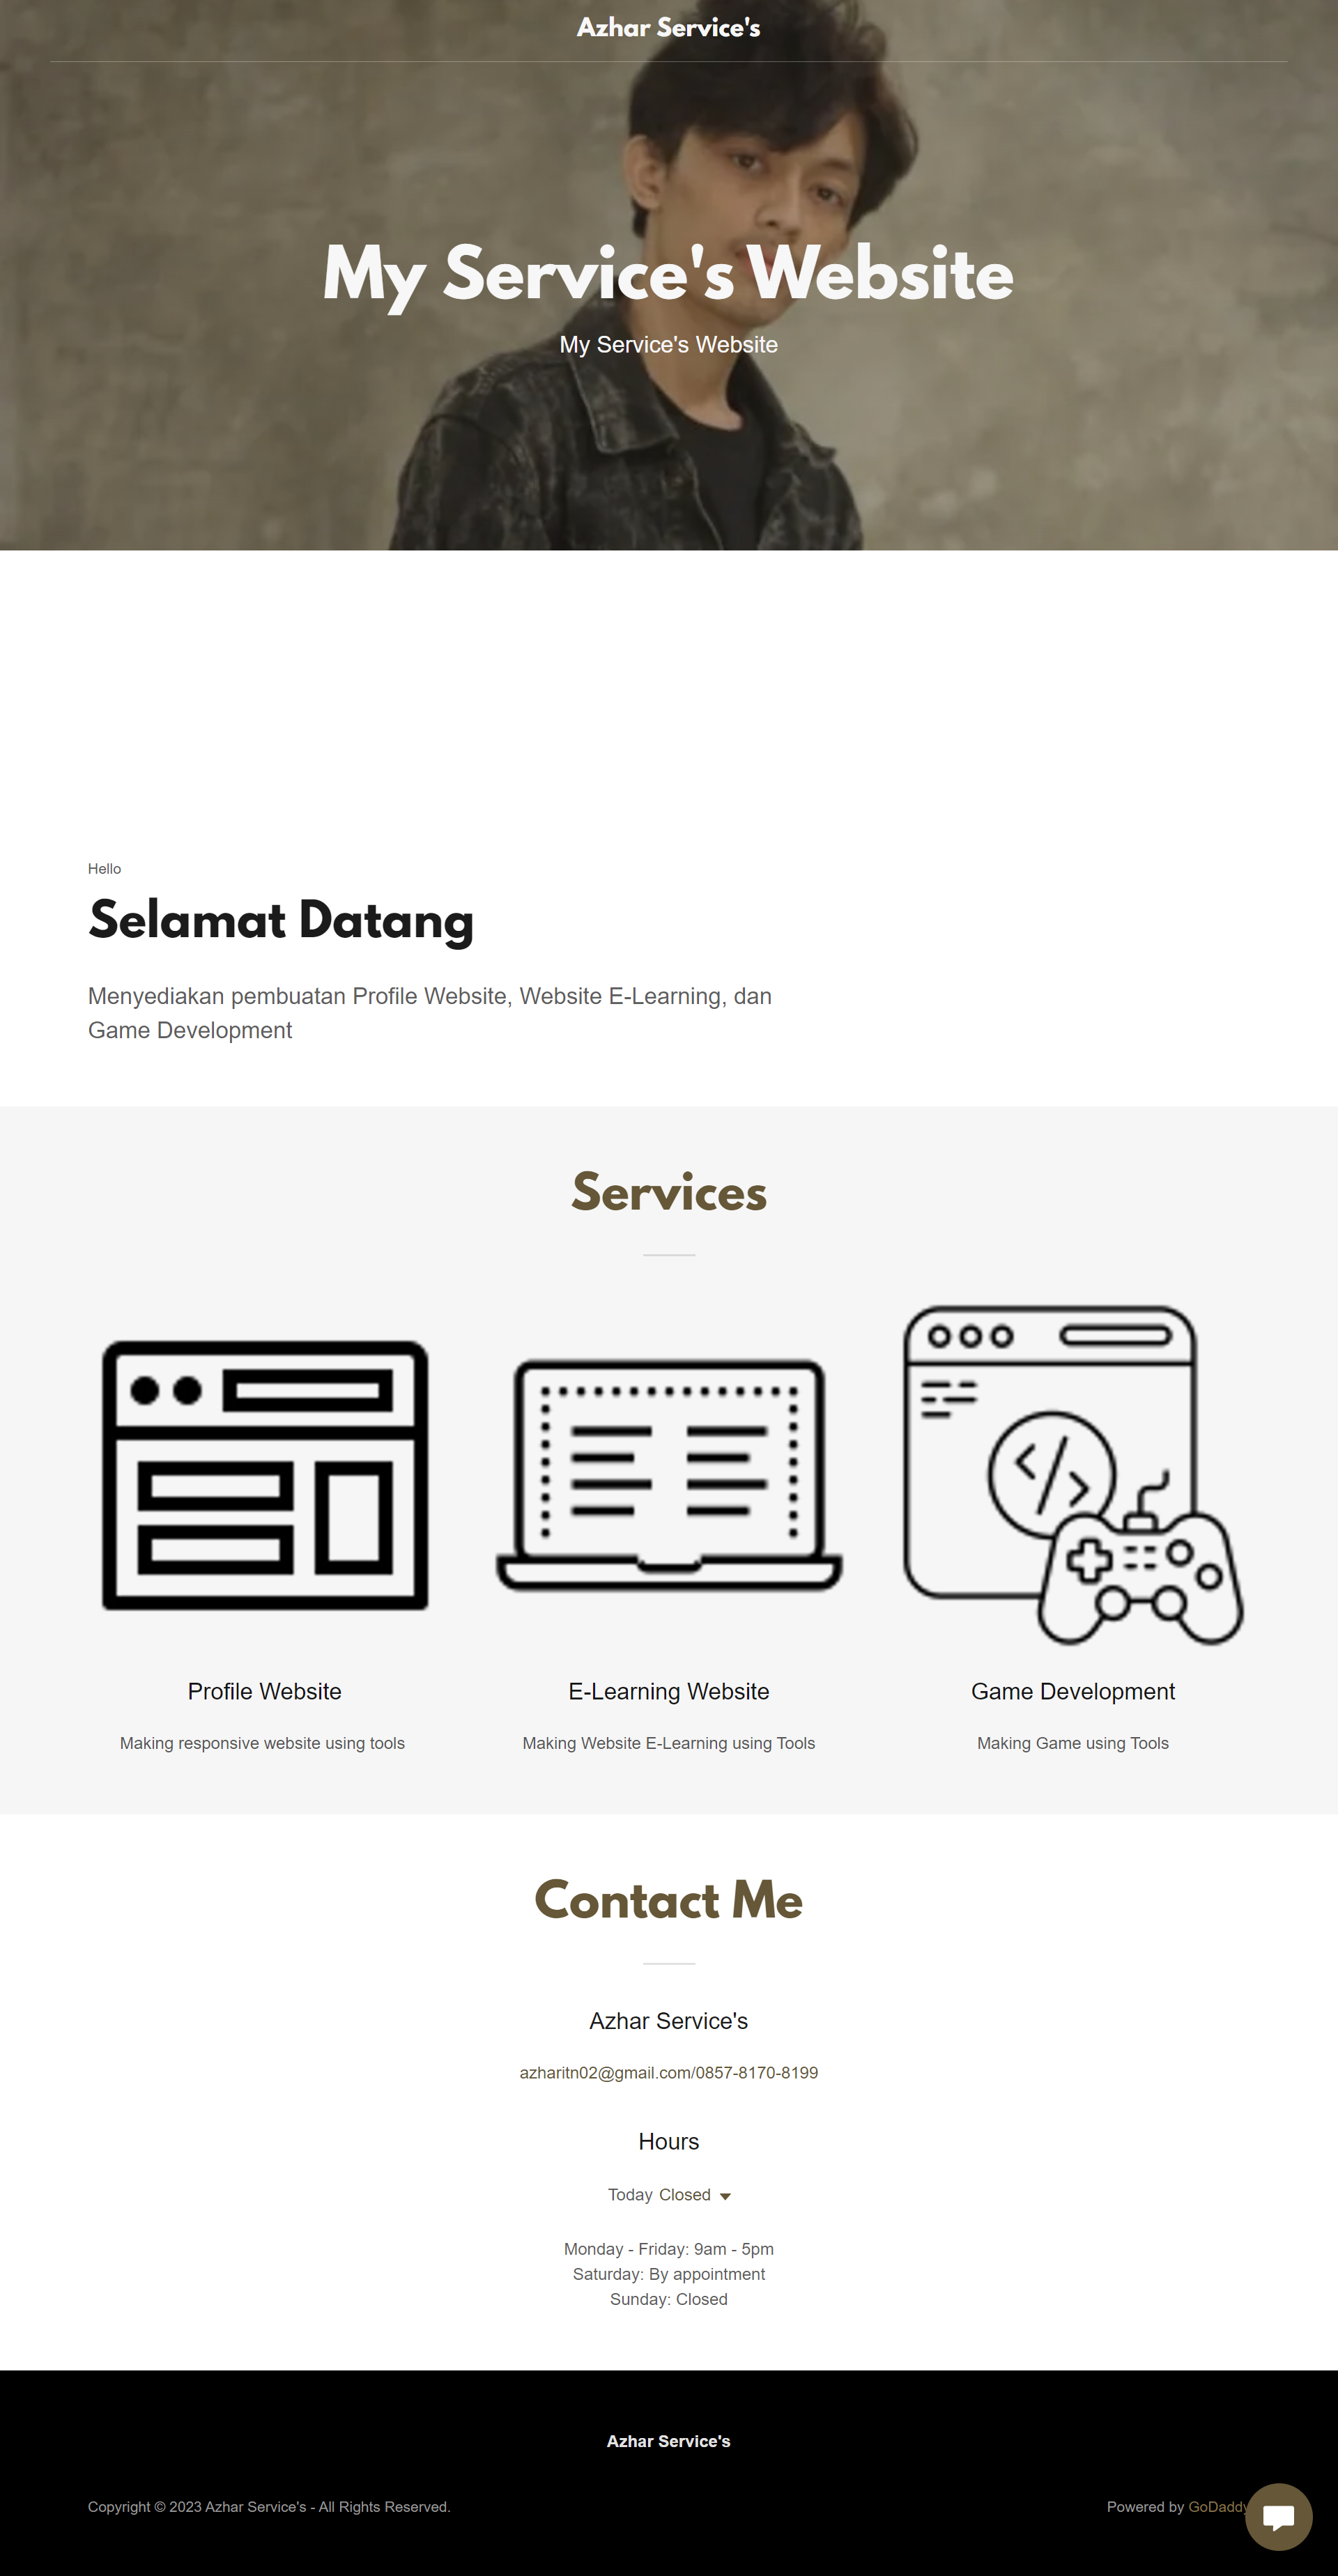 Azhar Service's
My Service's Website
My Service's Website
Hello
Selamat Datang
Menyediakan pembuatan Profile Website, Website E-Learning, dan
Game Development
Services
Profile Website
Making responsive website using tools
E-Learning Website
Making Website E-Learning using Tools
Game Development
Making Game using Tools
Contact Me
Azhar Service's
azharitn02@gmail.com/0857-8170-8199
Hours
Today Closed
Monday - Friday: 9am - 5pm
Saturday: By appointment
Sunday: Closed
Azhar Service's
Copyright © 2023 Azhar Service's - All Rights Reserved.
Powered by GoDaddy